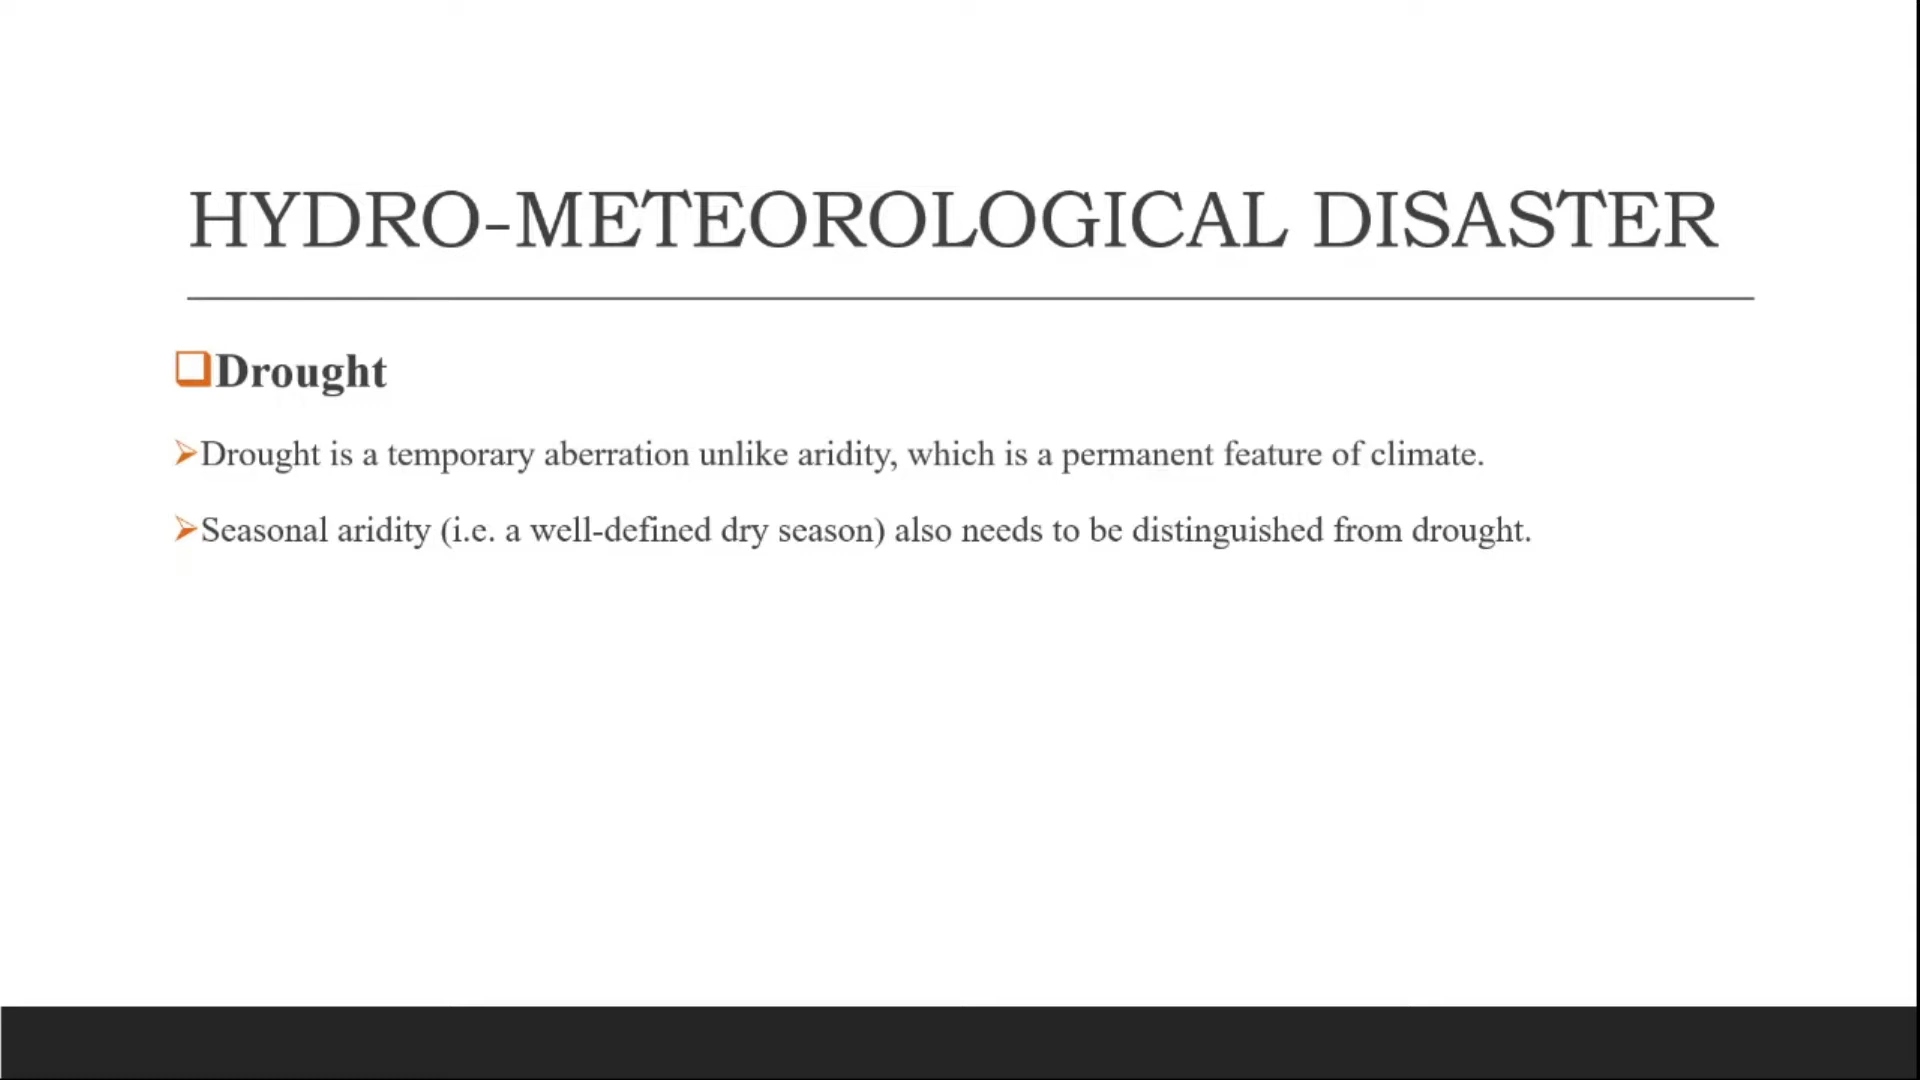 HYDRO-METEOROLOGICAL DISASTER
Drought
Drought is a temporary aberration unlike aridity, which is a permanent feature of climate.
Seasonal aridity (i.e. a well-defined dry season) also needs to be distinguished from drought.